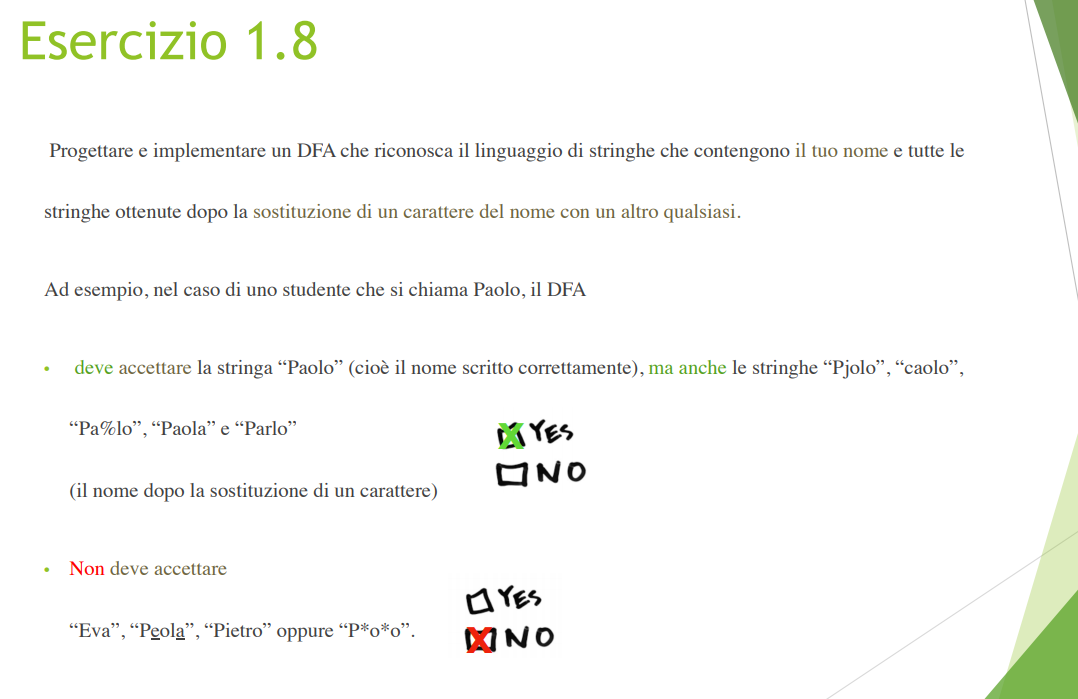 Esercizio 1.8
Progettare e implementare un DFA che riconosca il linguaggio di stringhe che contengono il tuo nome e tutte le
stringhe ottenute dopo la sostituzione di un carattere del nome con un altro qualsiasi.
Ad esempio, nel caso di uno studente che si chiama Paolo, il DFA
• deve accettare la stringa “Paolo” (cioè il nome scritto correttamente), ma anche le stringhe “Pjolo”, “caolo”,
“Pa%lo”, “Paola” e “Parlo”
YES
NO
(il nome dopo la sostituzione di un carattere)
• Non deve accettare
YES
“Eva”, “Peola”, “Pietro” oppure “P*o*o”.
NO